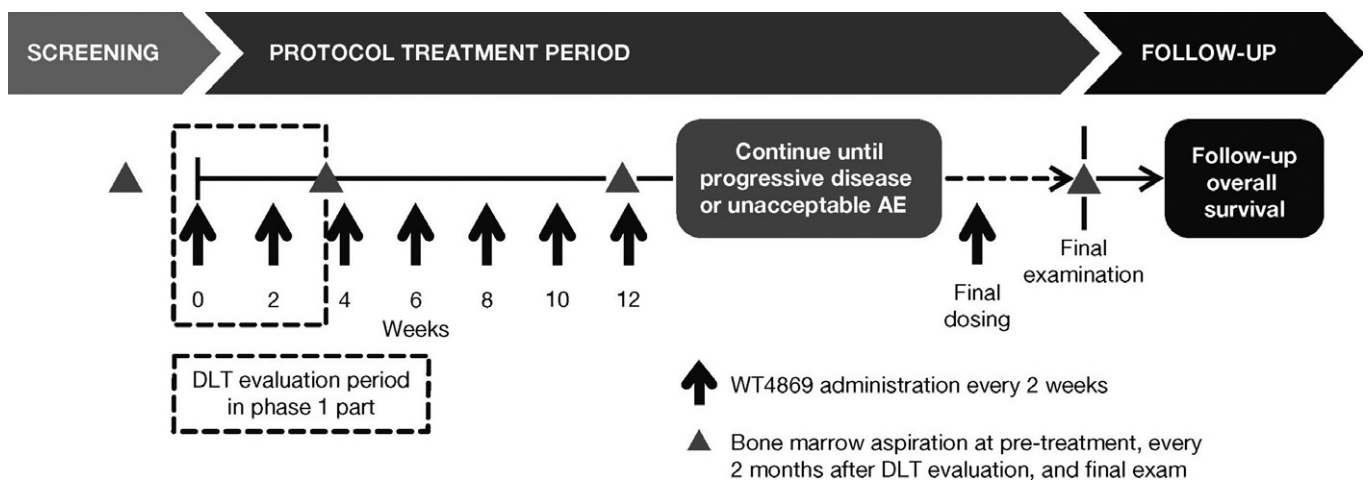 SCREENING
PROTOCOL TREATMENT PERIOD
FOLLOW-UP
Continue until
progressive disease
or unacceptable AE
Follow-up
overall
survival
0 2 4 6 8 10 12
Weeks
Final
dosing
Final
examination
DLT evaluation period
in phase 1 part
WT4869 administration every 2 weeks
Bone marrow aspiration at pre-treatment, every
2 months after DLT evaluation, and final exam